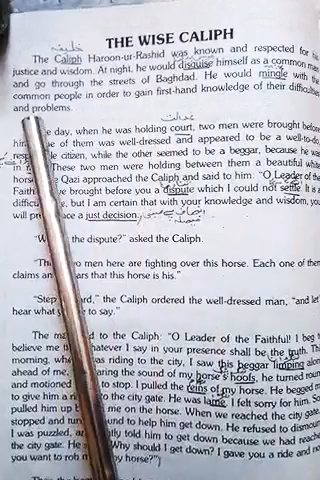 THE WISE CALIPH
خلیفہ
The Caliph Haroon-ur-Rashid was known and respected for his
justice and wisdom. At night, he would disguise himself as a common man
and go through the streets of Baghdad. He would mingle with the
common people in order to gain first-hand knowledge of their difficulties
and problems.
عدالت
day, when he was holding court, two men were brought before
him of them was well-dressed and appeared to be a well-to-do,
citizen, while the other seemed to be a beggar, because he was
in These two men were holding between them a beautiful white
horse Qazi approached the Caliph and said to him: "O Leader of the
Faith brought before you a dispute which I could not settle. It is a
but I am certain that with your knowledge and wisdom, you
will a just decision.
the dispute?" asked the Caliph.
men here are fighting over this horse. Each one of them
claims that this horse is his."
the Caliph ordered the well-dressed man, "and let
hear what to say."
The to the Caliph: "O Leader of the Faithful! I beg
believe me whatever I say in your presence shall be the truth. This
morning, was riding to the city, I saw this beggar limping along
ahead of me. the sound of my horse's hoofs, he turned round
and motioned to stop. I pulled the reins of my horse. He begged me
to give him a to the city gate. He was lame. I felt sorry for him. So
pulled him up me on the horse. When we reached the city gate,
stopped and to help him get down. He refused to dismount
I was puzzled, told him to get down because we had reached
the city gate. He Why should I get down? I gave you a ride and now
you want to rob horse?"